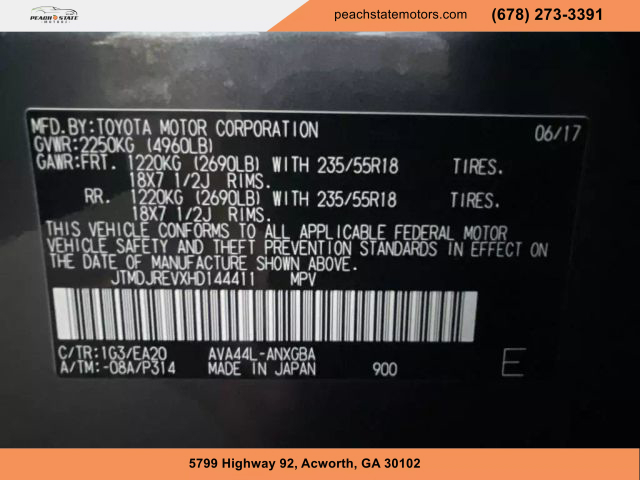 PEACH STATE
MOTORS
peachstatemotors.com
(678) 273-3391
MFD.BY:TOYOTA MOTOR CORPORATION 06/17
GVWR:2250KG (4960LB)
GAWR:FRT. 1220KG (2690LB) WITH 235/55R18 TIRES.
18X7 1/2J RIMS.
RR. 1220KG (2690LB) WITH 235/55R18 TIRES.
18X7 1/2J RIMS.
THIS VEHICLE CONFORMS TO ALL APPLICABLE FEDERAL MOTOR
VEHICLE SAFETY AND THEFT PREVENTION STANDARDS IN EFFECT ON
THE DATE OF MANUFACTURE SHOWN ABOVE.
JTMDJREVXHD144411 MPV
C/TR:1G3/EA20 AVA44L-ANXGBA
A/TM:-08A/P314 MADE IN JAPAN 900
E
5799 Highway 92, Acworth, GA 30102